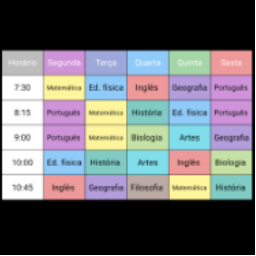 Horário Segunda Terça Quarta Quinta Sexta
7:30 Matemática Ed. física Inglês Geografia Português
8:15 Português Matemática História Ed. física Português
9:00 Português Matemática Biologia Artes Geografia
10:00 Ed. física História Artes Inglês Biologia
10:45 Inglês Geografia Filosofia Matemática História